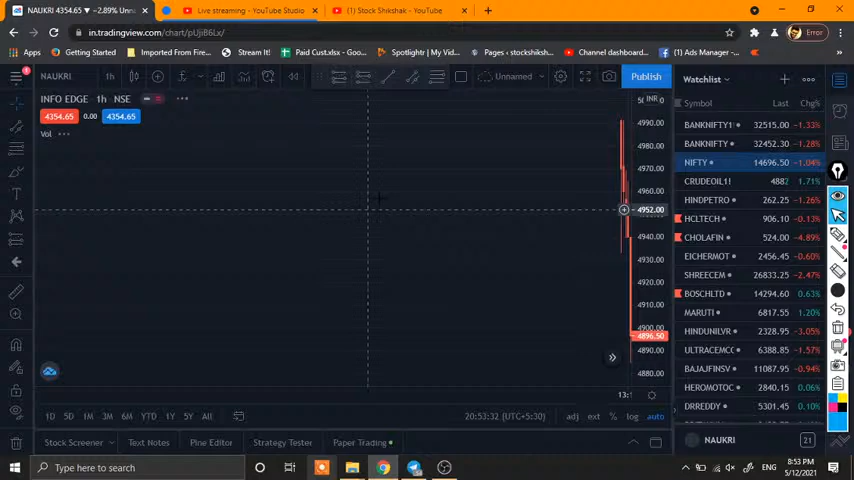 NAUKRI 4354.65 ▼ −2.89% Unna
Live streaming - YouTube Studio
(1) Stock Shikshak - YouTube
in.tradingview.com/chart/pUjiB6Lx/
Error
Apps
Getting Started
Imported From Firef...
Stream It!
Paid Cust.xlsx - Goo...
Spotlightr | My Vid...
Pages - stockshiksh...
Channel dashboard...
(1) Ads Manager - ...
NAUKRI
1h
Unnamed
Publish
Watchlist
INFO EDGE 1h NSE
INR
Symbol
Last
Chg%
4354.65
0.00
4354.65
Vol
4990.00
4980.00
4970.00
4960.00
4952.00
4940.00
4930.00
4920.00
4910.00
4900.00
4896.50
4890.00
4880.00
BANKNIFTY1! 32515.00 −1.33%
BANKNIFTY 32452.30 −1.28%
NIFTY 14696.50 −1.04%
CRUDEOIL1! 4882 1.71%
HINDPETRO 262.25 −1.26%
HCLTECH 906.10 −0.13%
CHOLAFIN 524.00 −4.89%
EICHERMOT 2456.45 −0.60%
SHREECEM 26833.25 −2.47%
BOSCHLTD 14294.60 0.63%
MARUTI 6817.55 1.20%
HINDUNILVR 2328.95 −3.05%
ULTRACEMCO 6388.85 −1.57%
BAJAJFINSV 11087.95 −0.94%
HEROMOTOC 2840.15 0.06%
DRREDDY 5301.45 0.10%
1D 5D 1M 3M 6M YTD 1Y 5Y All
20:53:32 (UTC+5:30)
adj ext % log auto
Stock Screener
Text Notes
Pine Editor
Strategy Tester
Paper Trading
NAUKRI
21
Type here to search
ENG
8:53 PM
5/12/2021